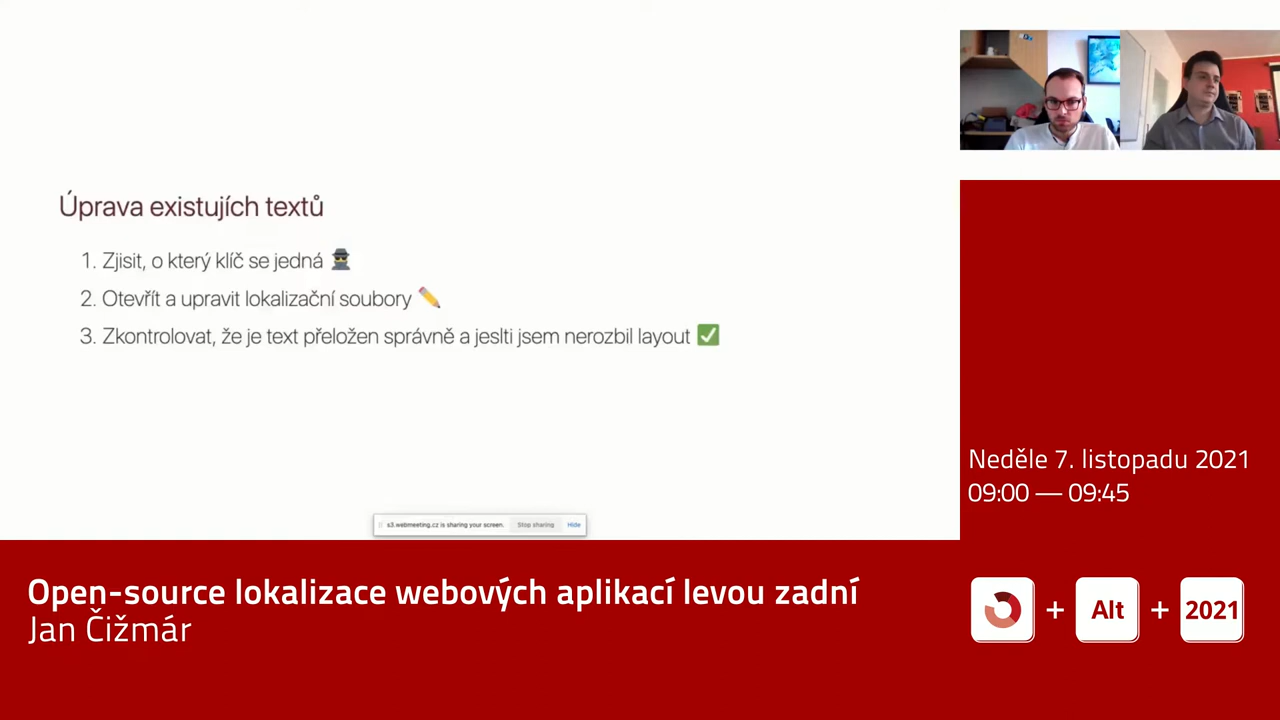 Úprava existujích textů
1. Zjisit, o který klíč se jedná
2. Otevřít a upravit lokalizační soubory
3. Zkontrolovat, že je text přeložen správně a jeslti jsem nerozbil layout
s3.webmeeting.cz is sharing your screen. Stop sharing Hide
Neděle 7. listopadu 2021
09:00 — 09:45
Open-source lokalizace webových aplikací levou zadní
Jan Čižmár
+ Alt + 2021